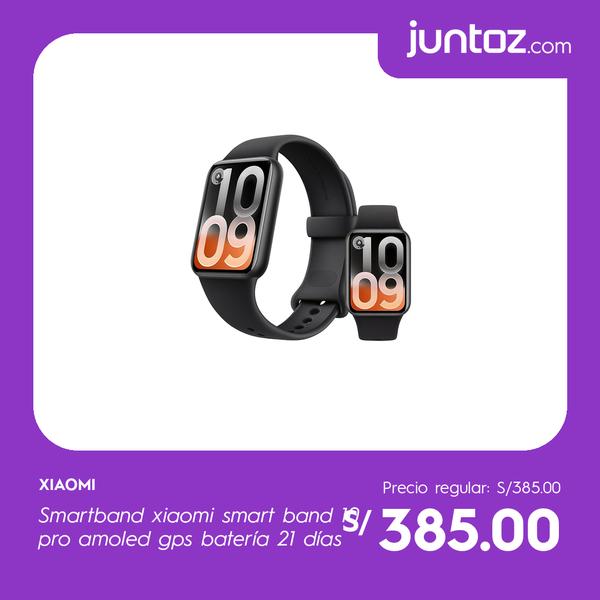 juntoz.com
10
09
10
09
XIAOMI
Precio regular: S/385.00
Smartband xiaomi smart band 10
pro amoled gps batería 21 días
S/ 385.00